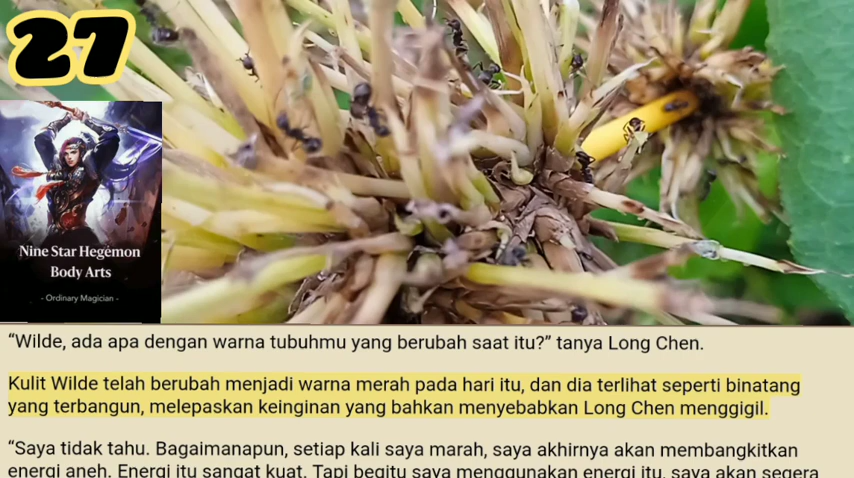 27
Nine Star Hegemon
Body Arts
- Ordinary Magician -
“Wilde, ada apa dengan warna tubuhmu yang berubah saat itu?” tanya Long Chen.
Kulit Wilde telah berubah menjadi warna merah pada hari itu, dan dia terlihat seperti binatang
yang terbangun, melepaskan keinginan yang bahkan menyebabkan Long Chen menggigil.
“Saya tidak tahu. Bagaimanapun, setiap kali saya marah, saya akhirnya akan membangkitkan
energi aneh. Energi itu sangat kuat. Tapi begitu saya menggunakan energi itu, saya akan segera